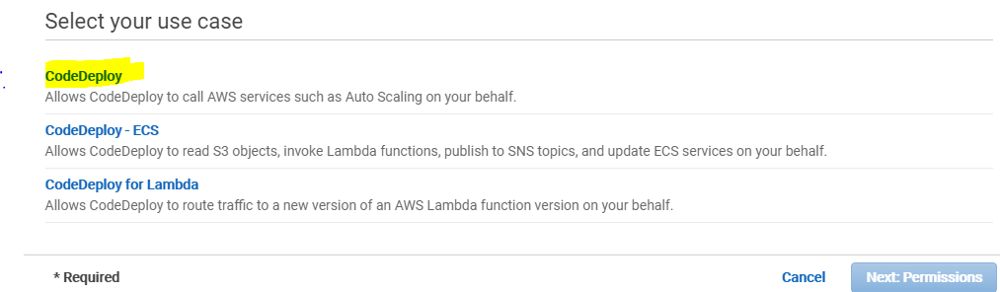 Select your use case
CodeDeploy
Allows CodeDeploy to call AWS services such as Auto Scaling on your behalf.
CodeDeploy - ECS
Allows CodeDeploy to read S3 objects, invoke Lambda functions, publish to SNS topics, and update ECS services on your behalf.
CodeDeploy for Lambda
Allows CodeDeploy to route traffic to a new version of an AWS Lambda function version on your behalf.
* Required
Cancel
Next: Permissions